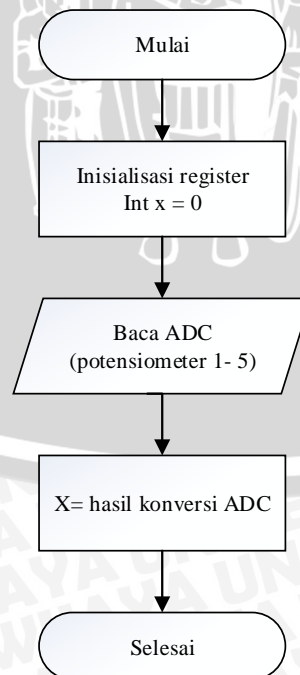 Mulai
Inisialisasi register
Int x = 0
Baca ADC
(potensiometer 1- 5)
X= hasil konversi ADC
Selesai